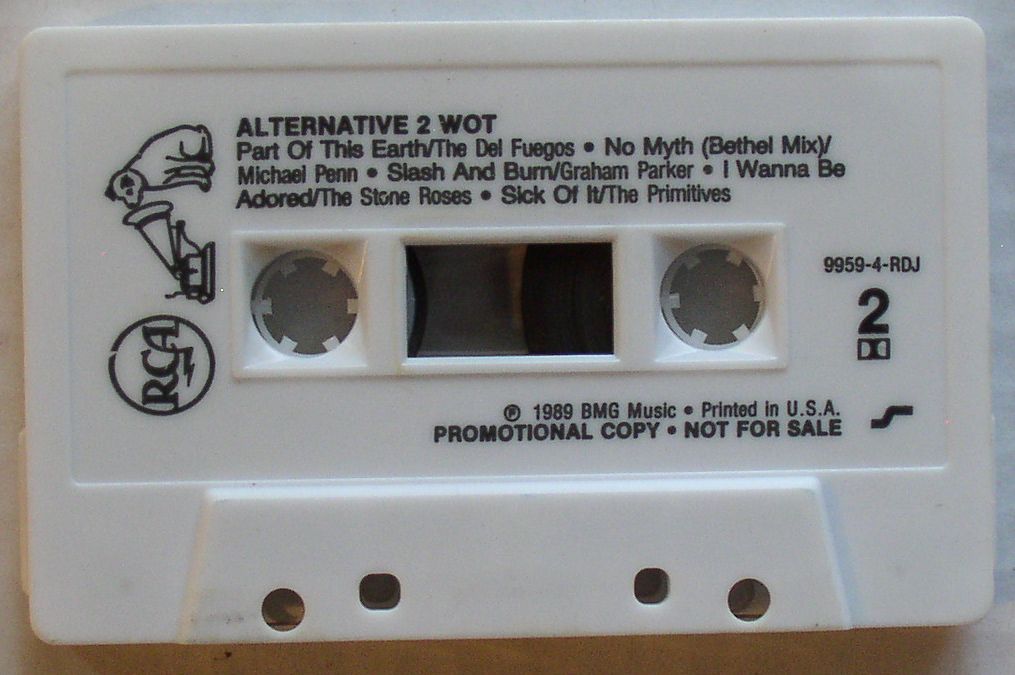 ALTERNATIVE 2 WOT
Part Of This Earth/The Del Fuegos • No Myth (Bethel Mix)/
Michael Penn • Slash And Burn/Graham Parker • I Wanna Be
Adored/The Stone Roses • Sick Of It/The Primitives
9959-4-RDJ
2
RCA
℗ 1989 BMG Music • Printed in U.S.A.
PROMOTIONAL COPY • NOT FOR SALE